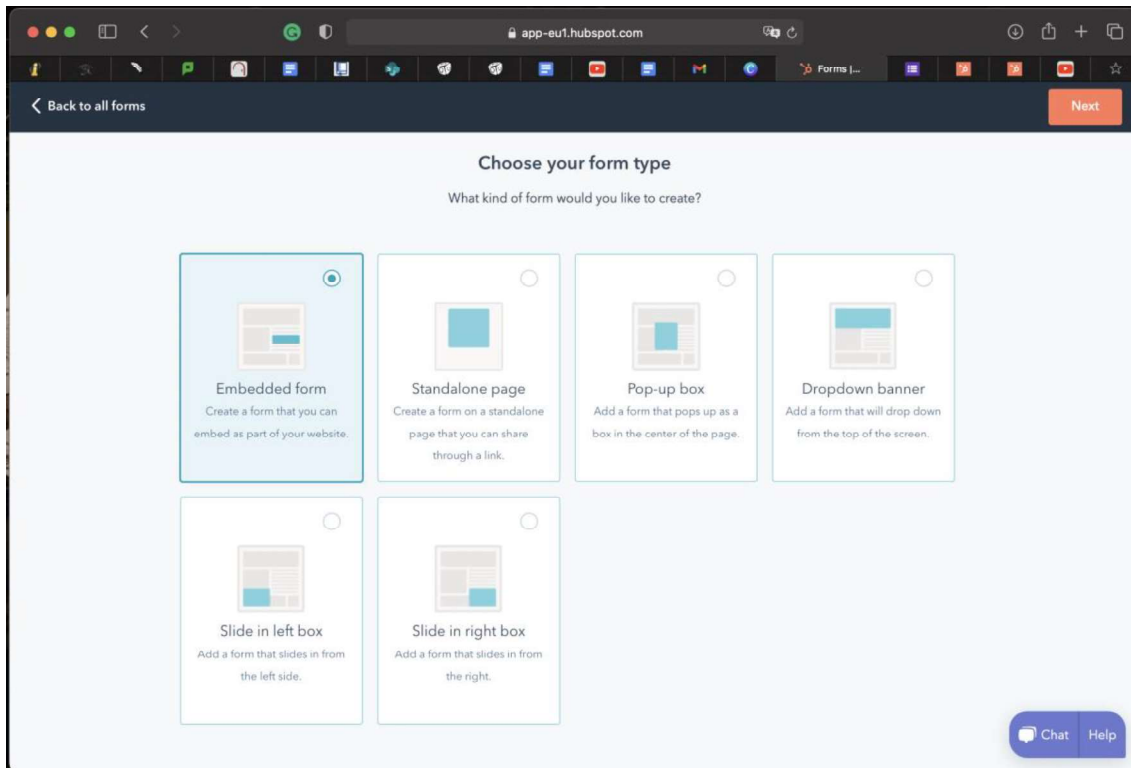 app-eu1.hubspot.com
Forms |...
Back to all forms
Next
Choose your form type
What kind of form would you like to create?
Embedded form
Create a form that you can
embed as part of your website.
Standalone page
Create a form on a standalone
page that you can share
through a link.
Pop-up box
Add a form that pops up as a
box in the center of the page.
Dropdown banner
Add a form that will drop down
from the top of the screen.
Slide in left box
Add a form that slides in from
the left side.
Slide in right box
Add a form that slides in from
the right.
Chat Help